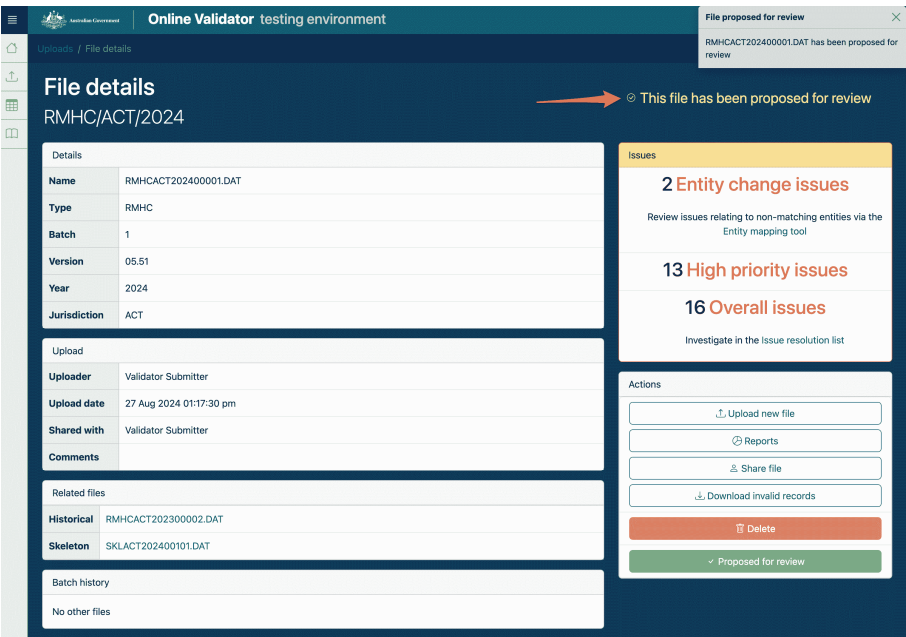 Australian Government
Online Validator testing environment
File proposed for review
RMHCACT202400001.DAT has been proposed for
review
Uploads / File details
File details
RMHC/ACT/2024
This file has been proposed for review
Details
Name RMHCACT202400001.DAT
Type RMHC
Batch 1
Version 05.51
Year 2024
Jurisdiction ACT
Upload
Uploader Validator Submitter
Upload date 27 Aug 2024 01:17:30 pm
Shared with Validator Submitter
Comments
Related files
Historical RMHCACT202300002.DAT
Skeleton SKLACT202400101.DAT
Batch history
No other files
Issues
2 Entity change issues
Review issues relating to non-matching entities via the
Entity mapping tool
13 High priority issues
16 Overall issues
Investigate in the Issue resolution list
Actions
Upload new file
Reports
Share file
Download invalid records
Delete
Proposed for review